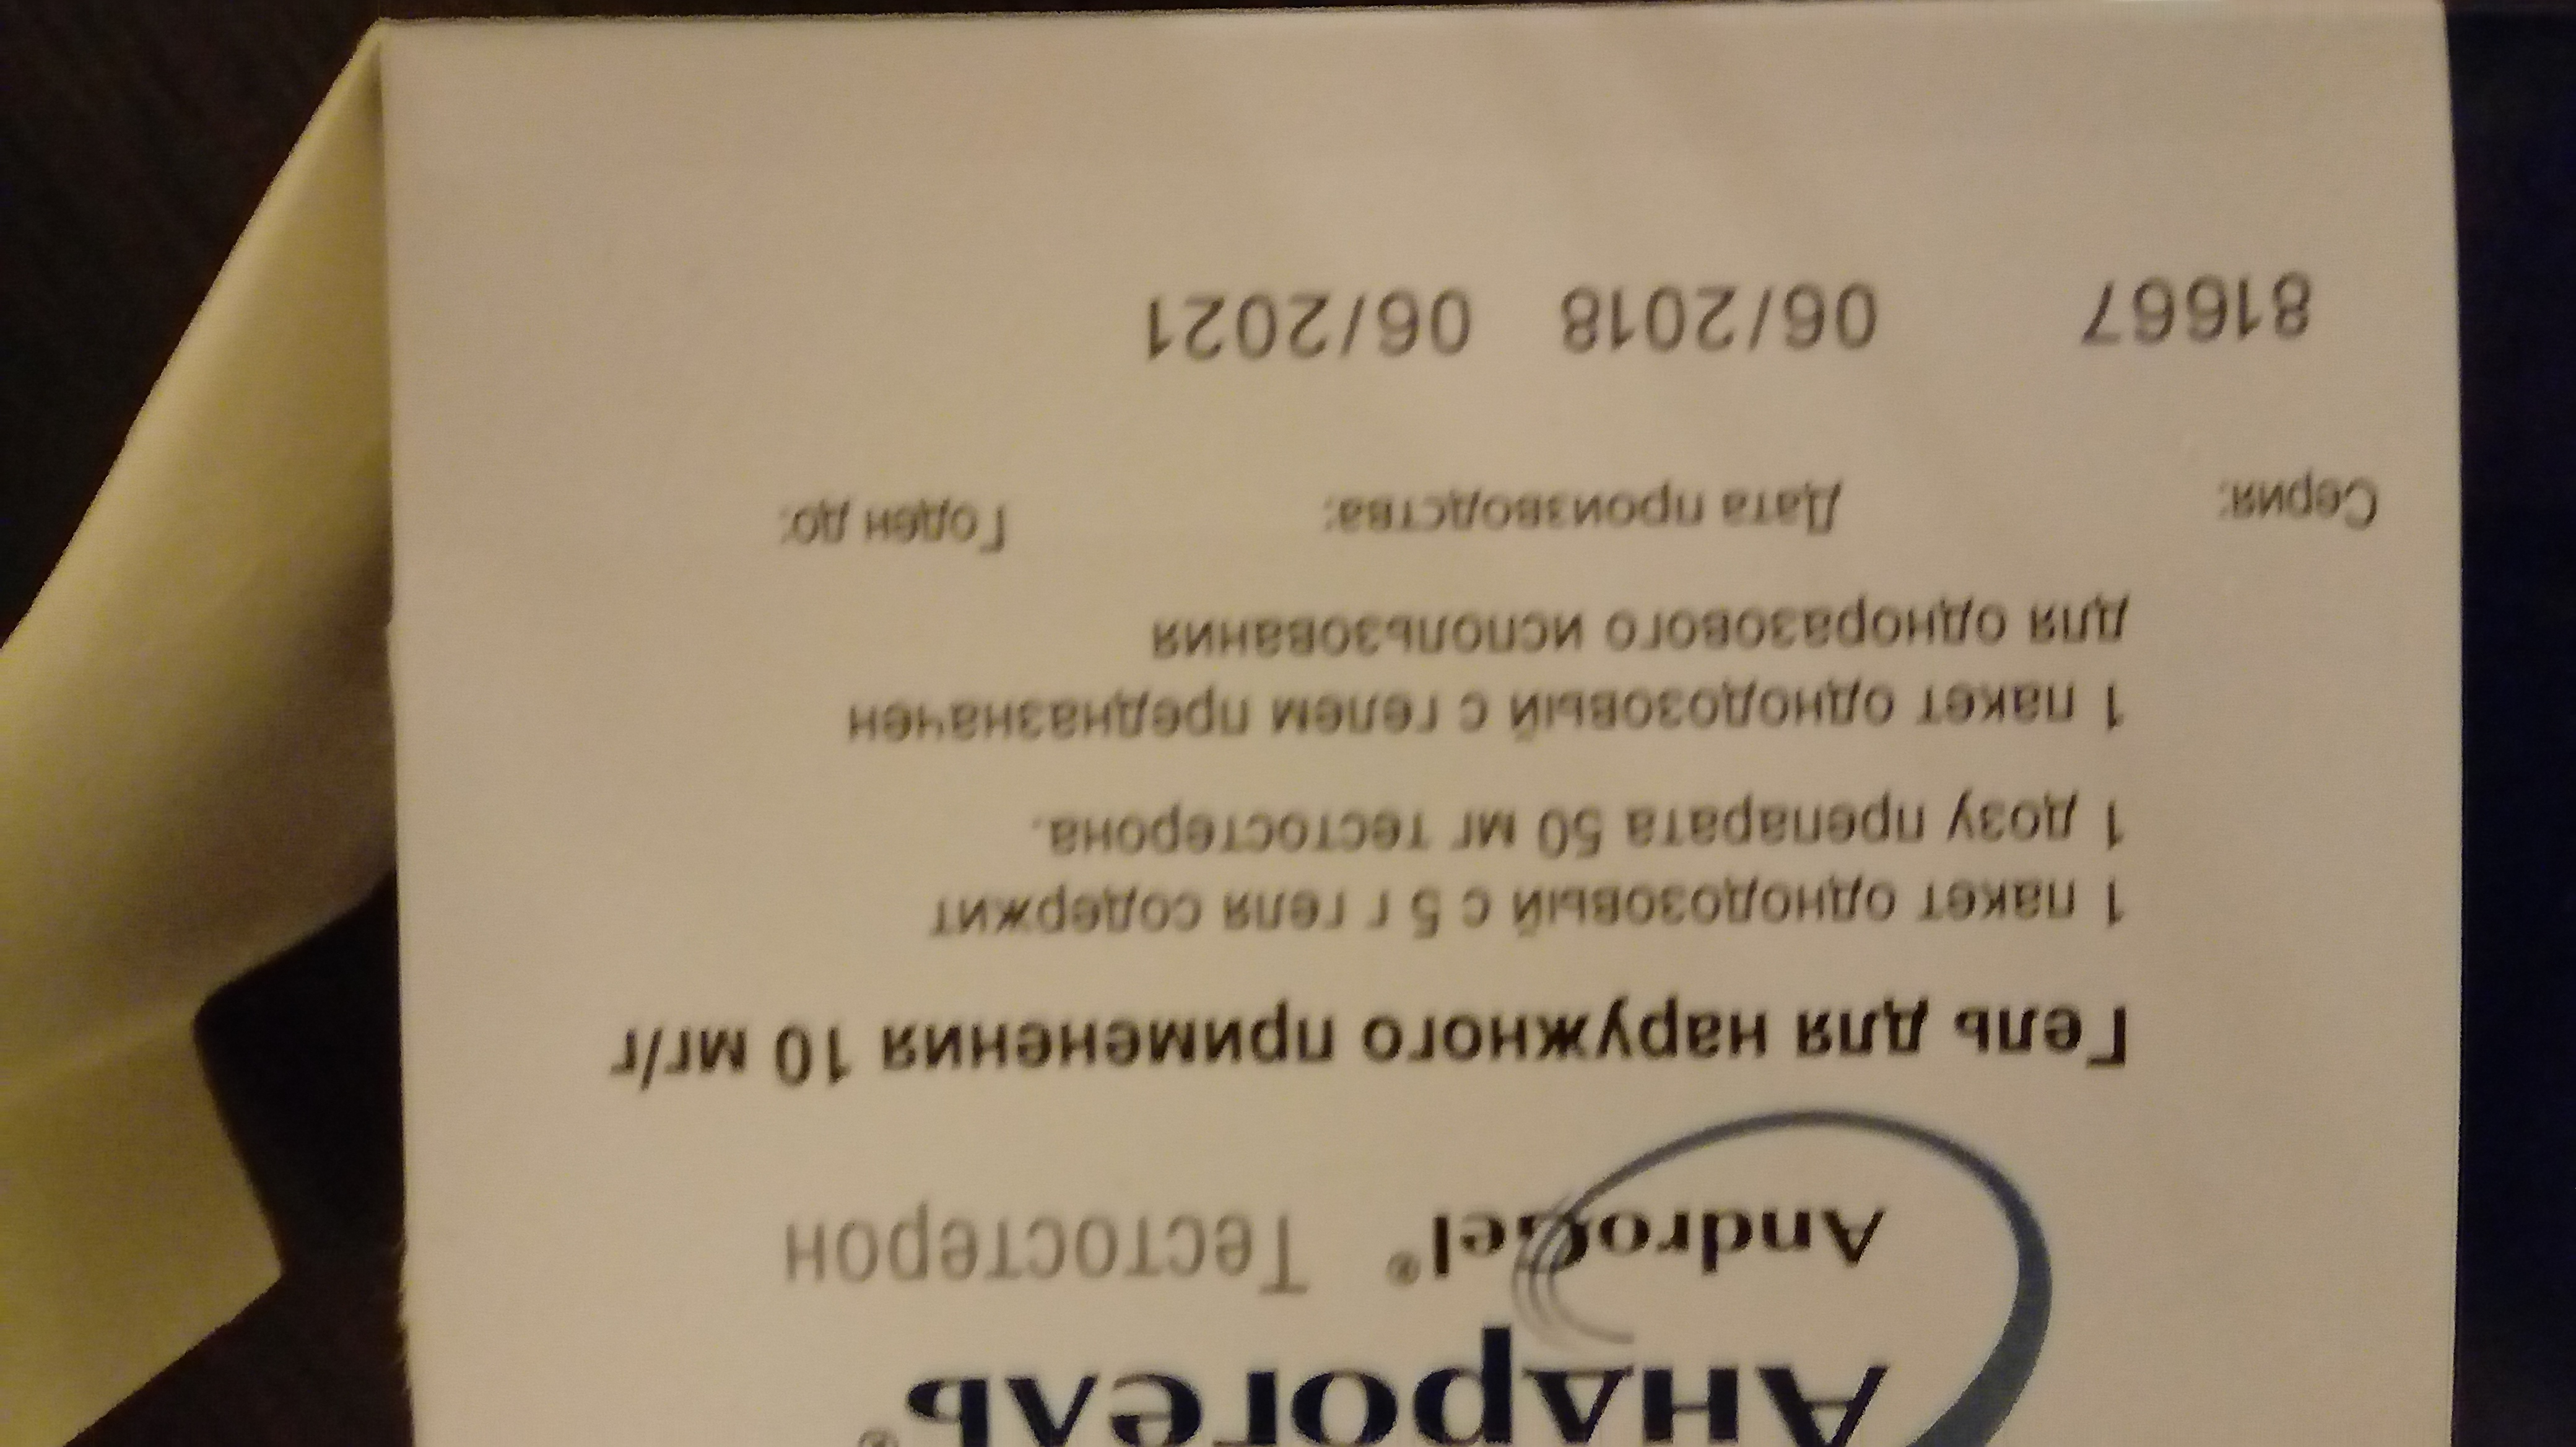 Андрогель®
AndroGel® Тестостерон
Гель для наружного применения 10 мг/г
1 пакет однодозовый с 5 г геля содержит
1 дозу препарата 50 мг тестостерона.
1 пакет однодозовый с гелем предназначен
для одноразового использования
Серия: Дата производства: Годен до:
81667 06/2018 06/2021